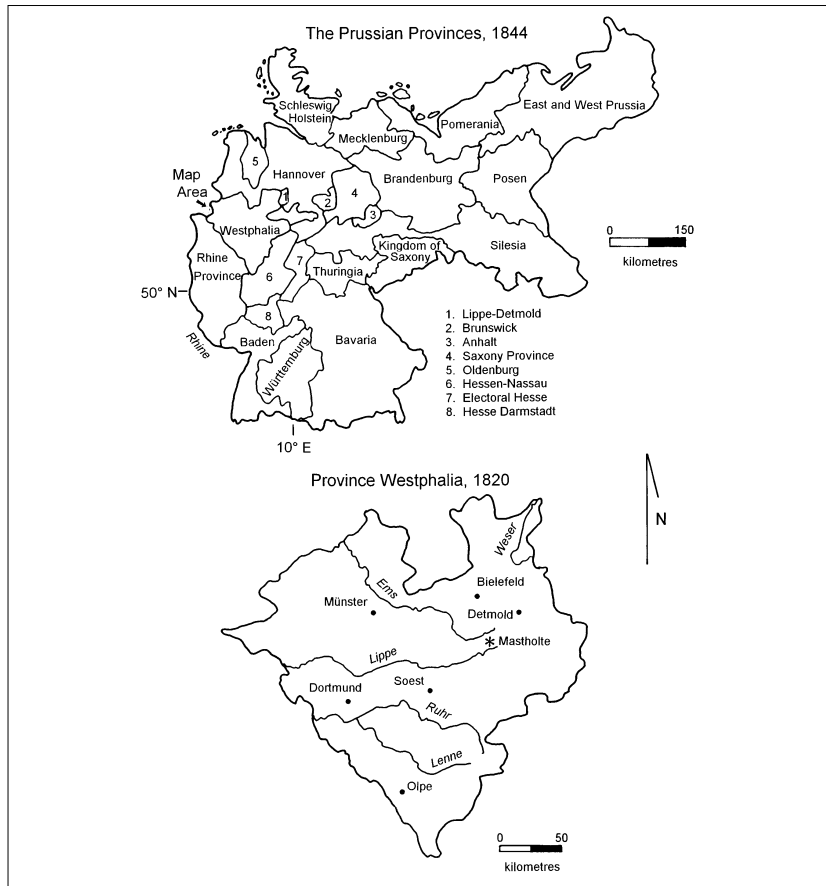 The Prussian Provinces, 1844
Schleswig
Holstein
East and West Prussia
Pomerania
Mecklenburg
5
Hannover
Map
Area
1
2
4
3
Brandenburg
Posen
Westphalia
Rhine
Province
6
7
Thuringia
Kingdom of
Saxony
Silesia
0 150
kilometres
50° N
8
Baden
Rhine
Württemburg
Bavaria
10° E
1. Lippe-Detmold
2. Brunswick
3. Anhalt
4. Saxony Province
5. Oldenburg
6. Hessen-Nassau
7. Electoral Hesse
8. Hesse Darmstadt
Province Westphalia, 1820
N
Weser
Ems
Bielefeld
Münster
Detmold
Mastholte
Lippe
Dortmund
Soest
Ruhr
Lenne
Olpe
0 50
kilometres